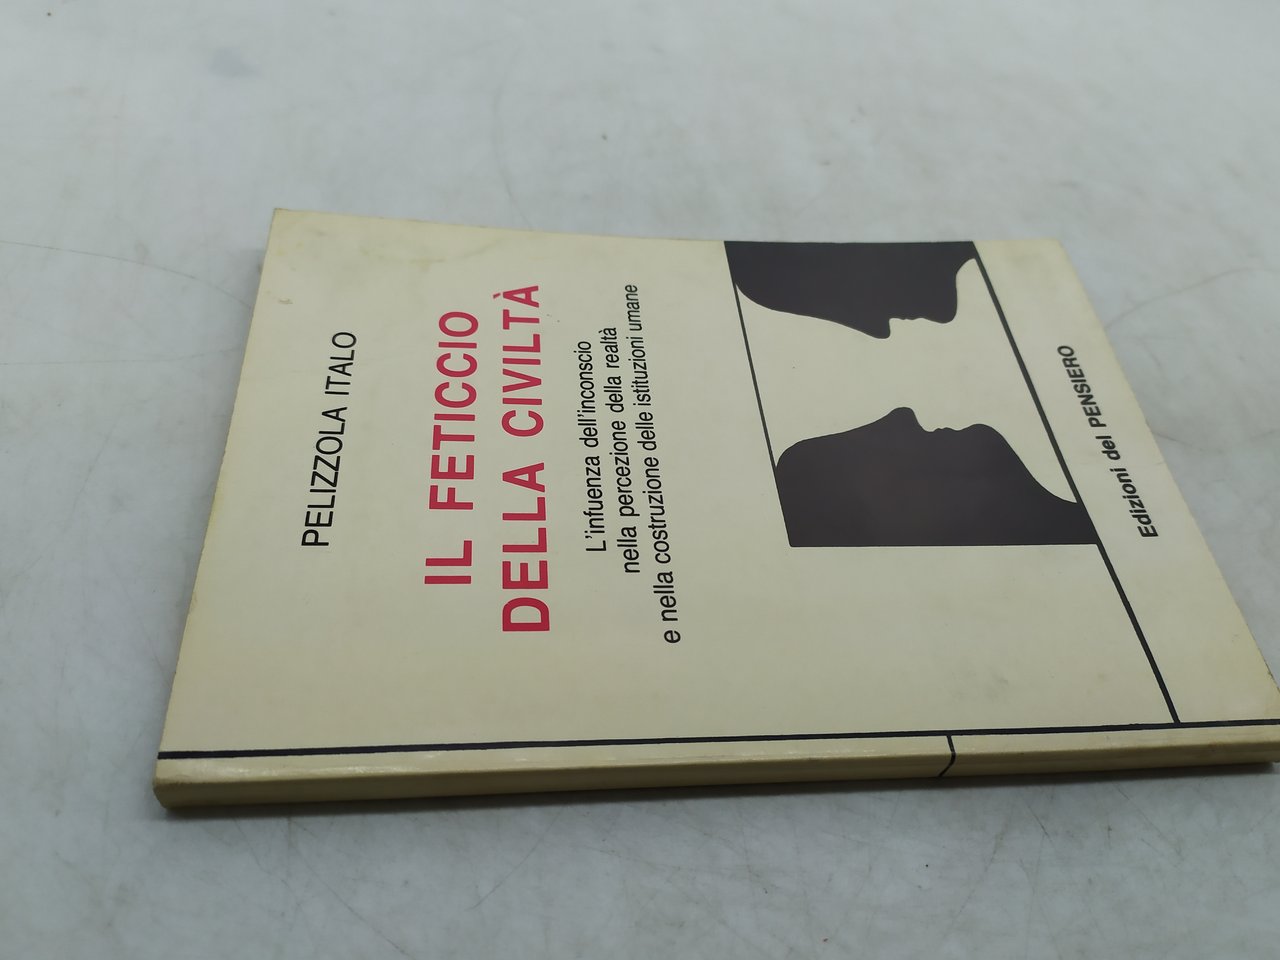 PELIZZOLA ITALO
IL FETICCIO
DELLA CIVILTÀ
L'infuenza dell'inconscio
nella percezione della realtà
e nella costruzione delle istituzioni umane
Edizioni del PENSIERO